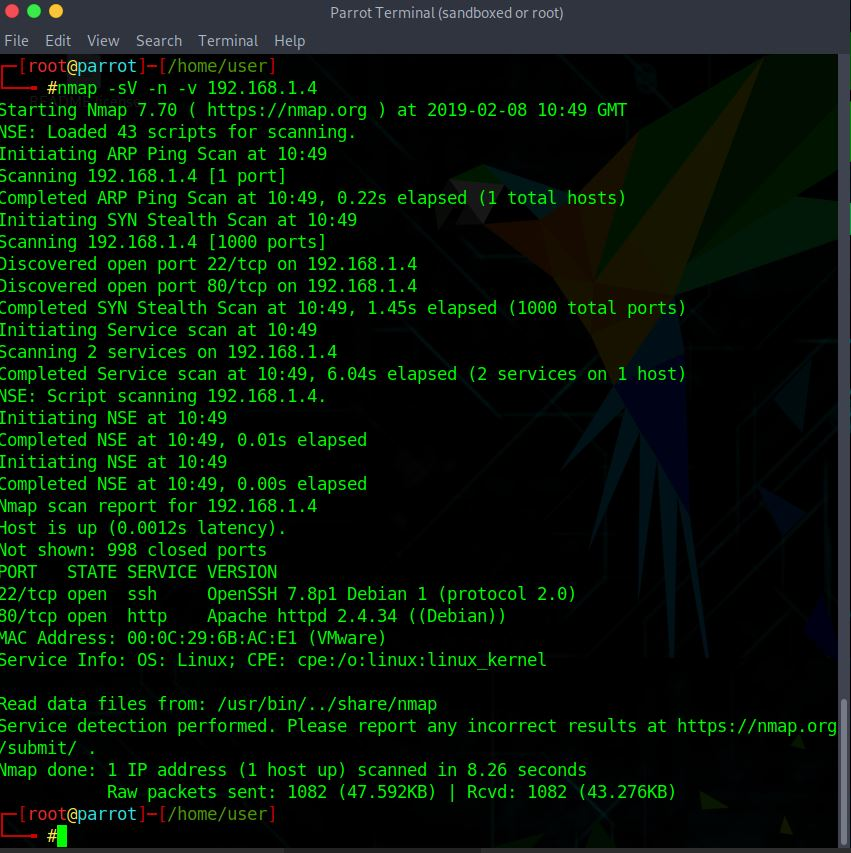 Parrot Terminal (sandboxed or root)
File Edit View Search Terminal Help
[root@parrot]-[/home/user]
#nmap -sV -n -v 192.168.1.4
Starting Nmap 7.70 ( https://nmap.org ) at 2019-02-08 10:49 GMT
NSE: Loaded 43 scripts for scanning.
Initiating ARP Ping Scan at 10:49
Scanning 192.168.1.4 [1 port]
Completed ARP Ping Scan at 10:49, 0.22s elapsed (1 total hosts)
Initiating SYN Stealth Scan at 10:49
Scanning 192.168.1.4 [1000 ports]
Discovered open port 22/tcp on 192.168.1.4
Discovered open port 80/tcp on 192.168.1.4
Completed SYN Stealth Scan at 10:49, 1.45s elapsed (1000 total ports)
Initiating Service scan at 10:49
Scanning 2 services on 192.168.1.4
Completed Service scan at 10:49, 6.04s elapsed (2 services on 1 host)
NSE: Script scanning 192.168.1.4.
Initiating NSE at 10:49
Completed NSE at 10:49, 0.01s elapsed
Initiating NSE at 10:49
Completed NSE at 10:49, 0.00s elapsed
Nmap scan report for 192.168.1.4
Host is up (0.0012s latency).
Not shown: 998 closed ports
PORT   STATE SERVICE VERSION
22/tcp open  ssh     OpenSSH 7.8p1 Debian 1 (protocol 2.0)
80/tcp open  http    Apache httpd 2.4.34 ((Debian))
MAC Address: 00:0C:29:6B:AC:E1 (VMware)
Service Info: OS: Linux; CPE: cpe:/o:linux:linux_kernel
Read data files from: /usr/bin/../share/nmap
Service detection performed. Please report any incorrect results at https://nmap.org
/submit/ .
Nmap done: 1 IP address (1 host up) scanned in 8.26 seconds
Raw packets sent: 1082 (47.592KB) | Rcvd: 1082 (43.276KB)
[root@parrot]-[/home/user]
#